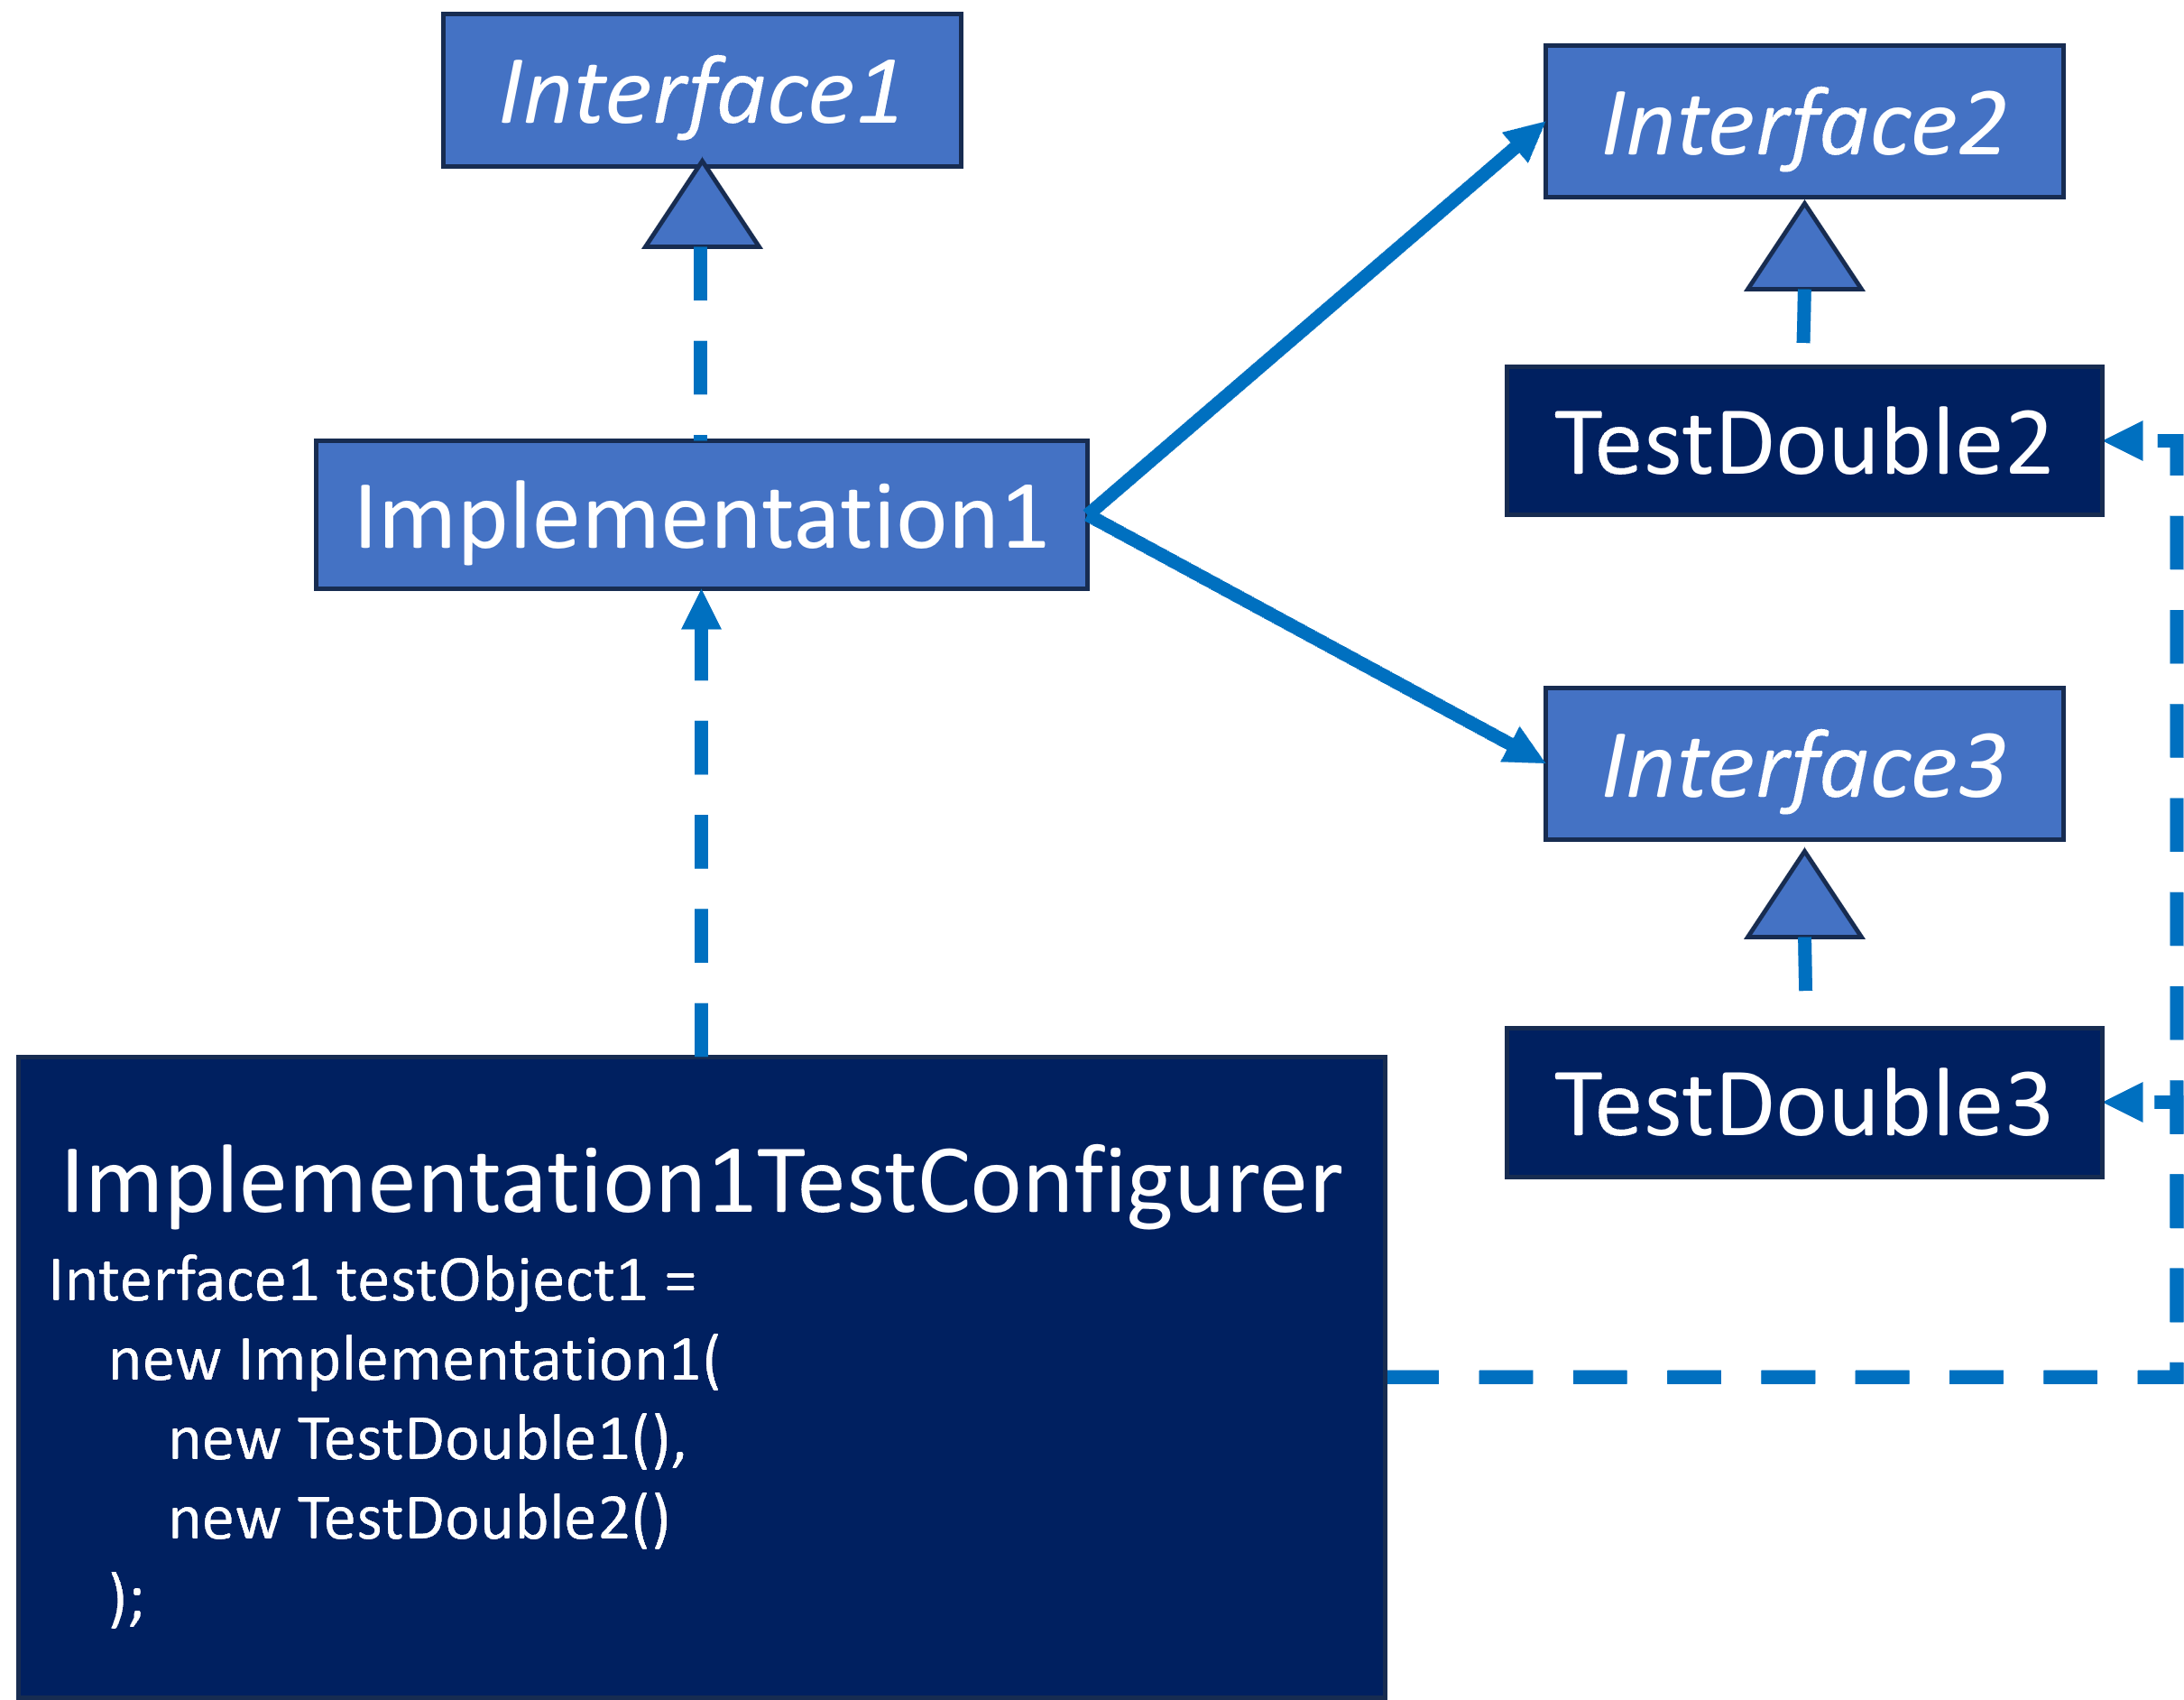 Interface1
Interface2
Implementation1
TestDouble2
Interface3
TestDouble3
Implementation1TestConfigurer
Interface1 testObject1 =
new Implementation1(
new TestDouble1(),
new TestDouble2()
);